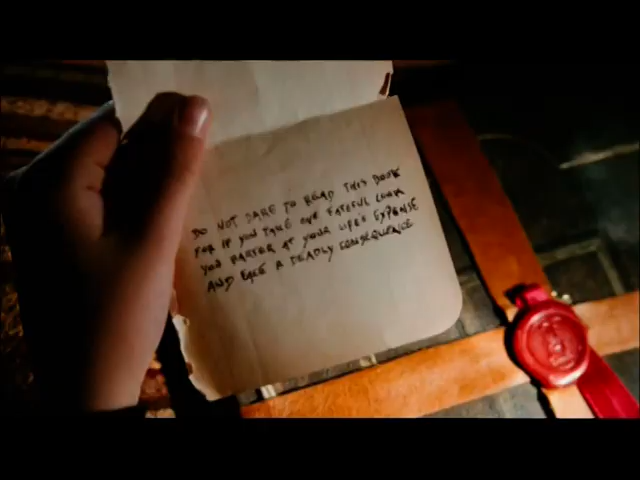 DO NOT DARE TO READ THIS BOOK
FOR IF YOU TAKE ONE FATEFUL LOOK
YOU BARTER AT YOUR LIFE'S EXPENSE
AND FACE A DEADLY CONSEQUENCE